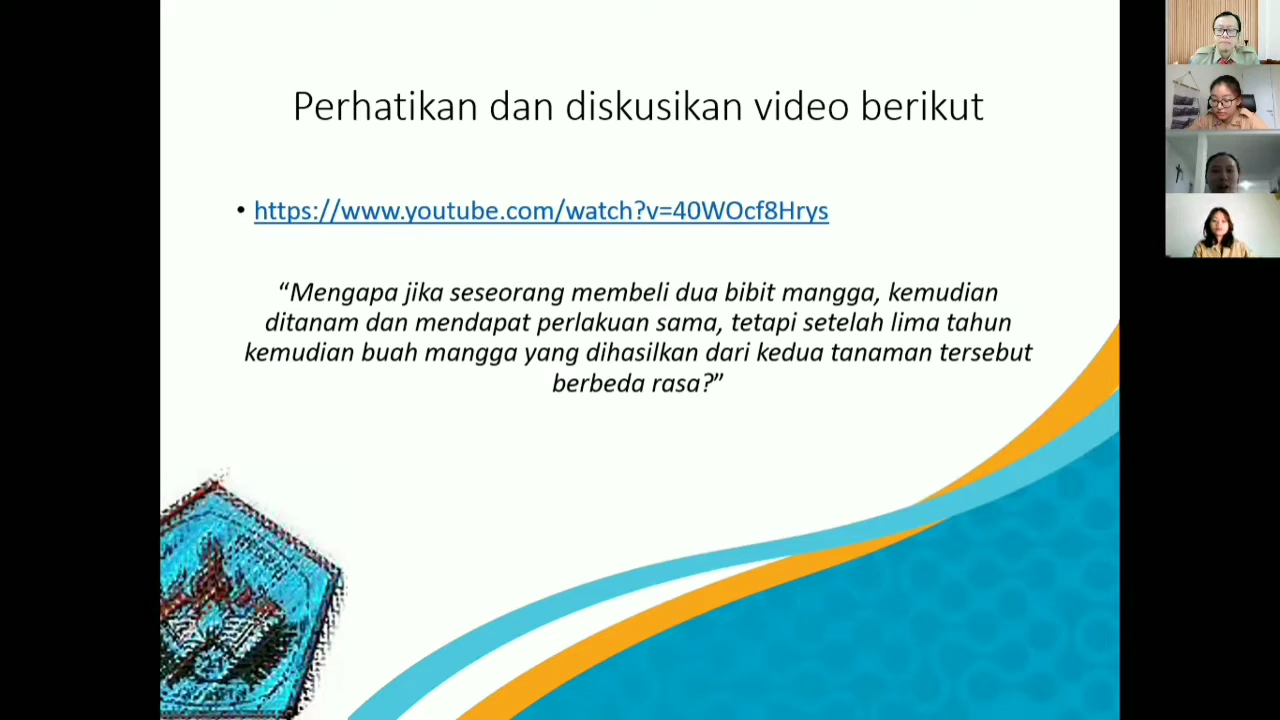 Perhatikan dan diskusikan video berikut
• https://www.youtube.com/watch?v=40WOcf8Hrys
“Mengapa jika seseorang membeli dua bibit mangga, kemudian
ditanam dan mendapat perlakuan sama, tetapi setelah lima tahun
kemudian buah mangga yang dihasilkan dari kedua tanaman tersebut
berbeda rasa?”